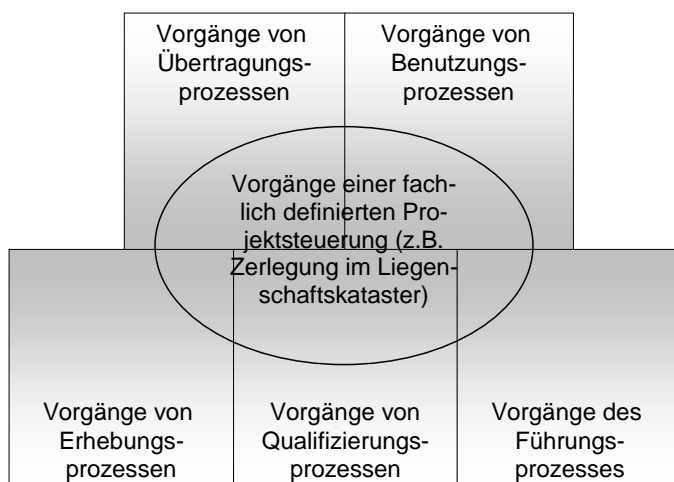 Vorgänge von
Übertragungs-
prozessen
Vorgänge von
Benutzungs-
prozessen
Vorgänge einer fach-
lich definierten Pro-
jektsteuerung (z.B.
Zerlegung im Liegen-
schaftskataster)
Vorgänge von
Erhebungs-
prozessen
Vorgänge von
Qualifizierungs-
prozessen
Vorgänge des
Führungs-
prozesses